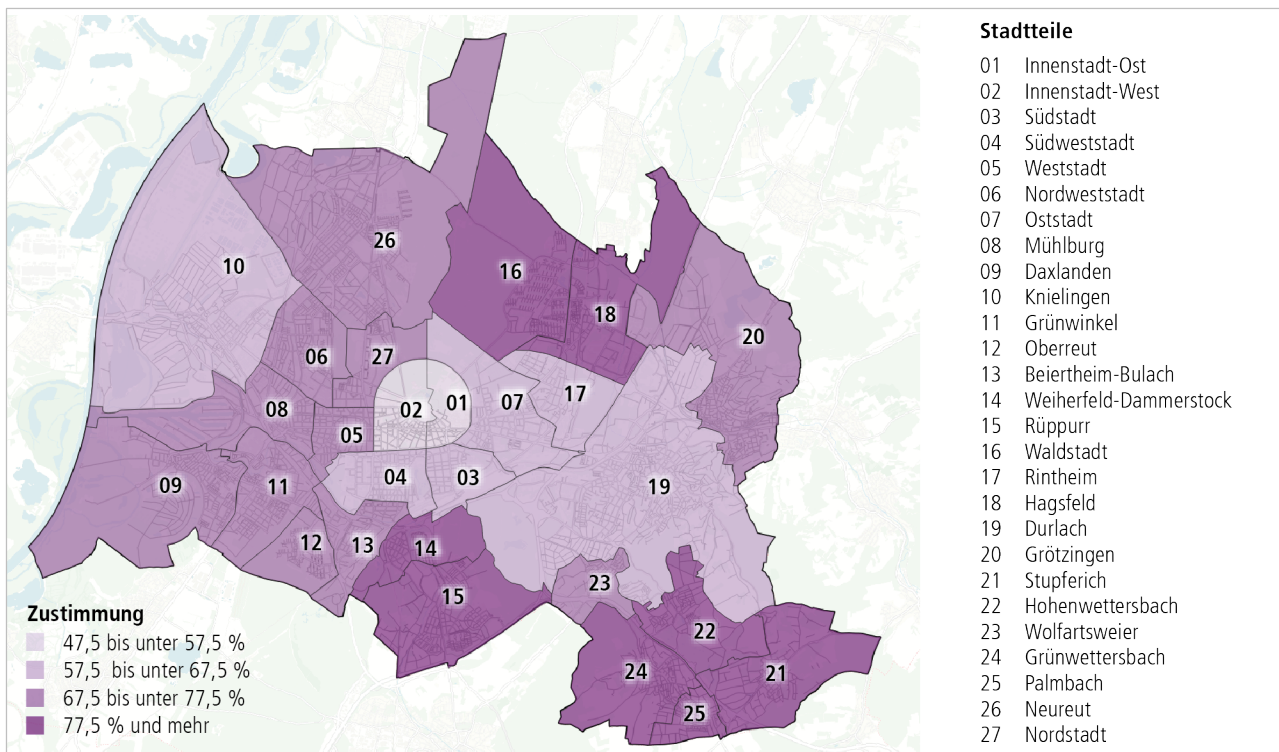 26
10
16
18
20
06
27
17
02
01
07
08
05
04
03
19
09
11
12
13
14
23
15
22
24
21
25
Zustimmung
47,5 bis unter 57,5 %
57,5 bis unter 67,5 %
67,5 bis unter 77,5 %
77,5 % und mehr
Stadtteile
01 Innenstadt-Ost
02 Innenstadt-West
03 Südstadt
04 Südweststadt
05 Weststadt
06 Nordweststadt
07 Oststadt
08 Mühlburg
09 Daxlanden
10 Knielingen
11 Grünwinkel
12 Oberreut
13 Beiertheim-Bulach
14 Weiherfeld-Dammerstock
15 Rüppurr
16 Waldstadt
17 Rintheim
18 Hagsfeld
19 Durlach
20 Grötzingen
21 Stupferich
22 Hohenwettersbach
23 Wolfartsweier
24 Grünwettersbach
25 Palmbach
26 Neureut
27 Nordstadt